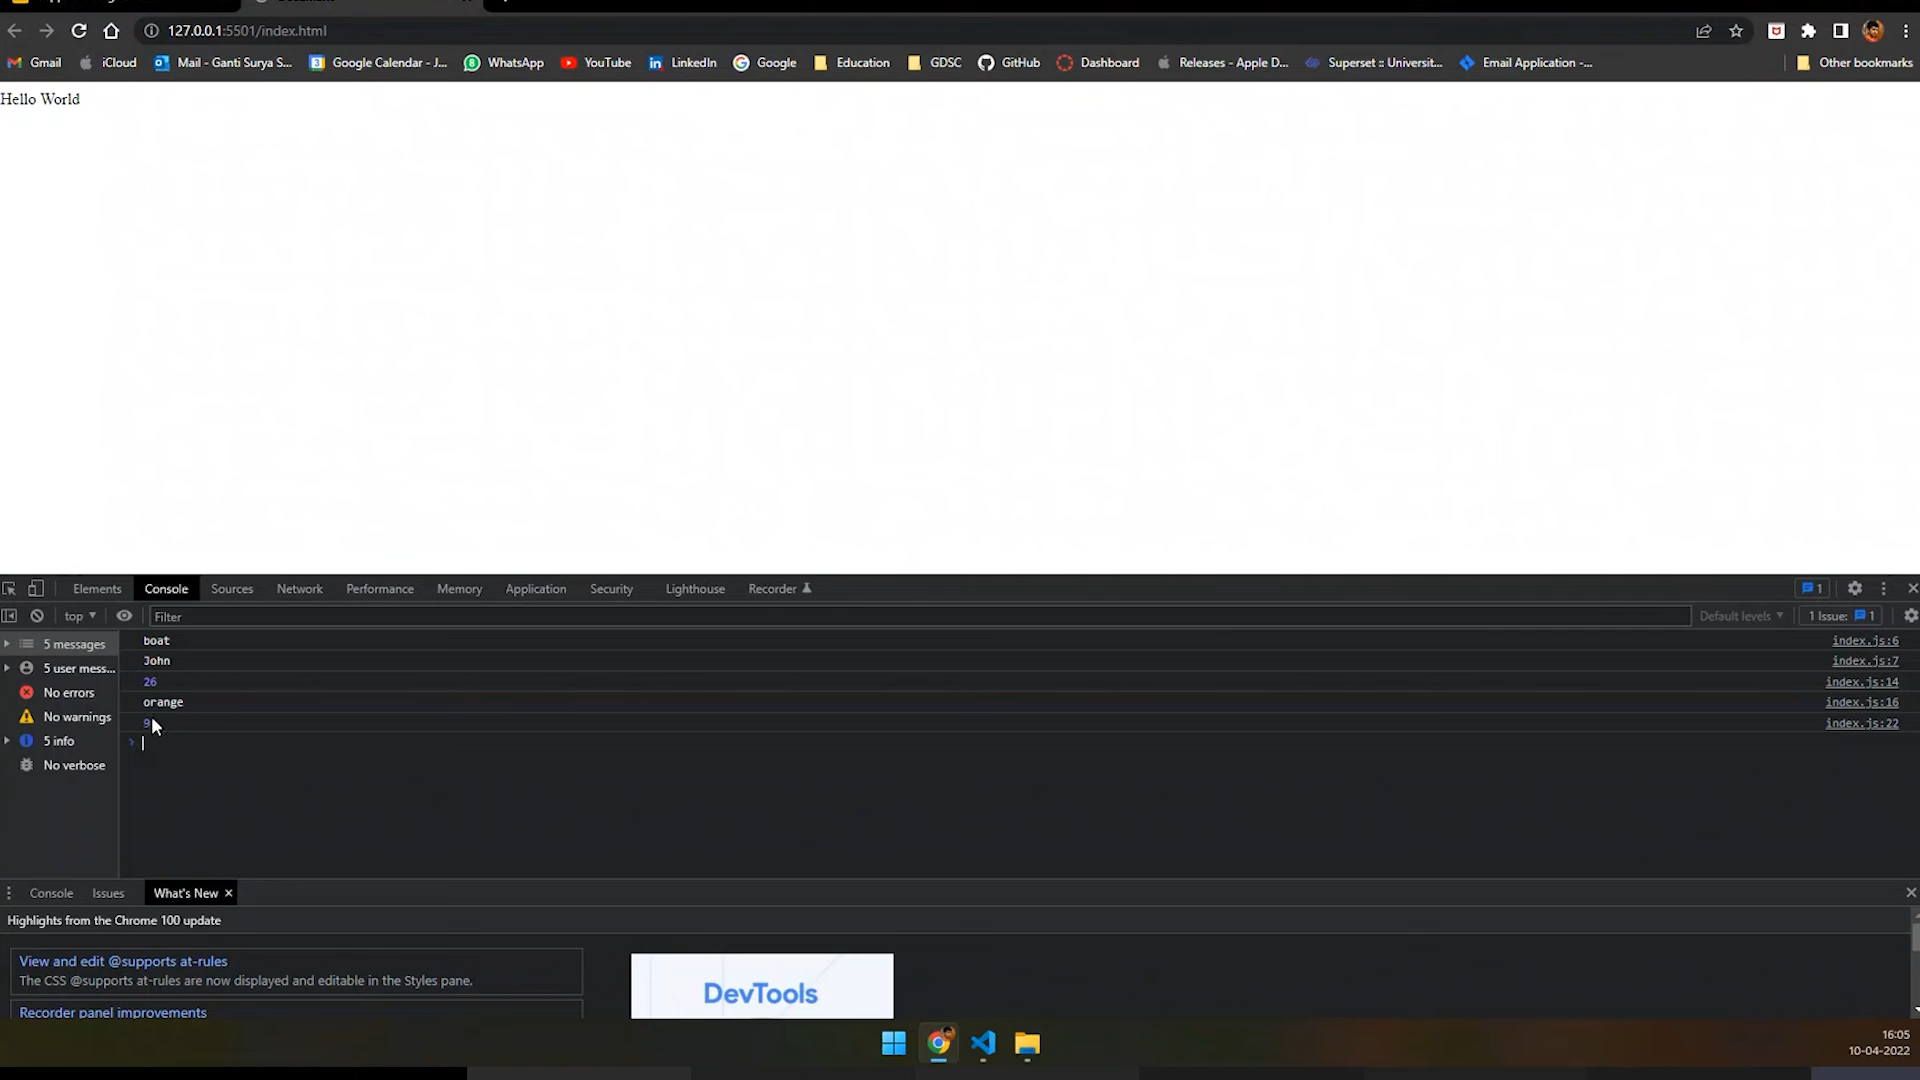 127.0.0.1:5501/index.html
Gmail iCloud Mail - Ganti Surya S... Google Calendar - J... WhatsApp YouTube LinkedIn Google Education GDSC GitHub Dashboard Releases - Apple D... Superset :: Universit... Email Application -... Other bookmarks
Hello World
Elements Console Sources Network Performance Memory Application Security Lighthouse Recorder 1
top Filter Default levels 1 Issue: 1
5 messages
5 user mess...
No errors
No warnings
5 info
No verbose
boat index.js:6
John index.js:7
26 index.js:14
orange index.js:16
9 index.js:22
Console Issues What's New
Highlights from the Chrome 100 update
View and edit @supports at-rules
The CSS @supports at-rules are now displayed and editable in the Styles pane.
Recorder panel improvements
DevTools
16:05
10-04-2022